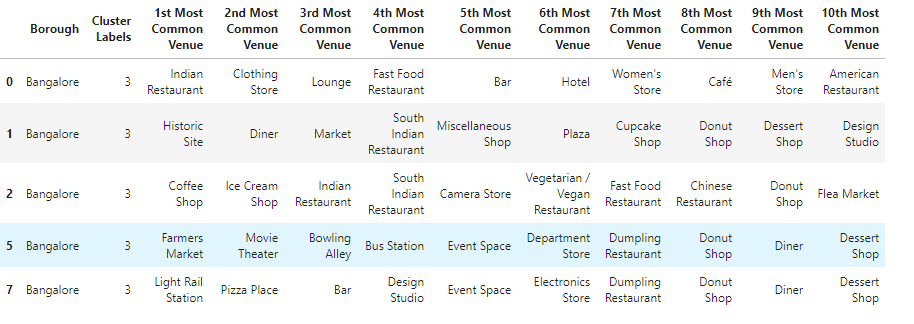 Borough Cluster Labels 1st Most Common Venue 2nd Most Common Venue 3rd Most Common Venue 4th Most Common Venue 5th Most Common Venue 6th Most Common Venue 7th Most Common Venue 8th Most Common Venue 9th Most Common Venue 10th Most Common Venue
0 Bangalore 3 Indian Restaurant Clothing Store Lounge Fast Food Restaurant Bar Hotel Women's Store Café Men's Store American Restaurant
1 Bangalore 3 Historic Site Diner Market South Indian Restaurant Miscellaneous Shop Plaza Cupcake Shop Donut Shop Dessert Shop Design Studio
2 Bangalore 3 Coffee Shop Ice Cream Shop Indian Restaurant South Indian Restaurant Camera Store Vegetarian / Vegan Restaurant Fast Food Restaurant Chinese Restaurant Donut Shop Flea Market
5 Bangalore 3 Farmers Market Movie Theater Bowling Alley Bus Station Event Space Department Store Dumpling Restaurant Donut Shop Diner Dessert Shop
7 Bangalore 3 Light Rail Station Pizza Place Bar Design Studio Event Space Electronics Store Dumpling Restaurant Donut Shop Diner Dessert Shop